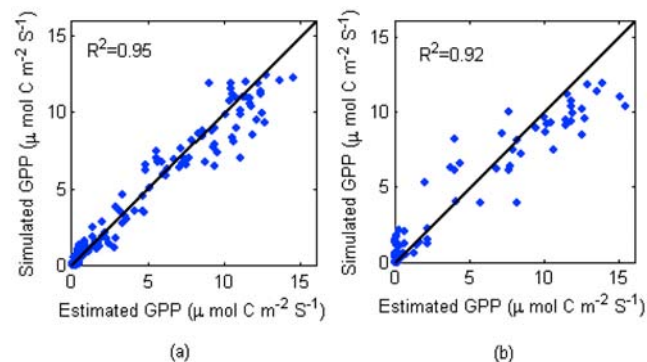 R²=0.95
15
10
5
0
0 5 10 15
Simulated GPP (µ mol C m⁻² S⁻¹)
Estimated GPP (µ mol C m⁻² S⁻¹)
(a)
R²=0.92
15
10
5
0
0 5 10 15
Simulated GPP (µ mol C m⁻² S⁻¹)
Estimated GPP (µ mol C m⁻² S⁻¹)
(b)